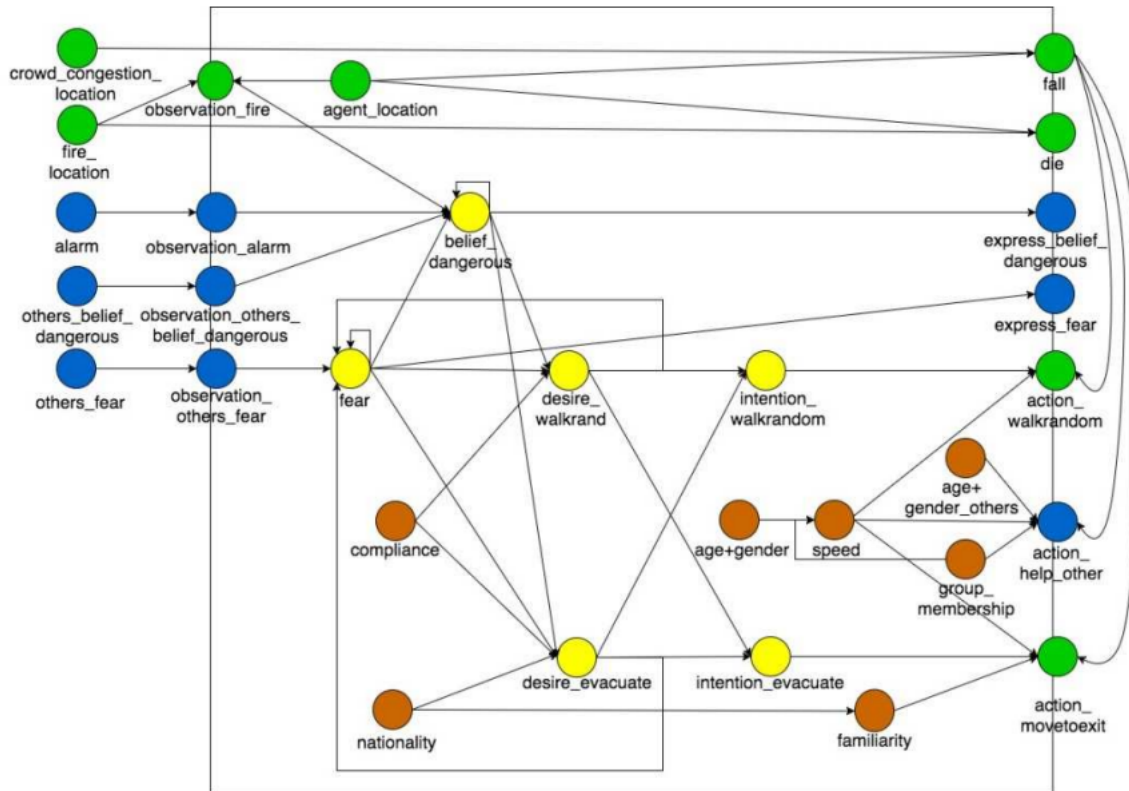 crowd_congestion_
location
observation_fire
agent_location
fall
fire_
location
die
alarm
observation_alarm
belief_
dangerous
express_belief_
dangerous
others_belief_
dangerous
observation_others_
belief_dangerous
express_fear
others_fear
observation_
others_fear
fear
desire_
walkrand
intention_
walkrandom
action_
walkrandom
age+
gender_others
compliance
age+gender
speed
action_
help_other
group_
membership
desire_evacuate
intention_evacuate
action_
movetoexit
nationality
familiarity